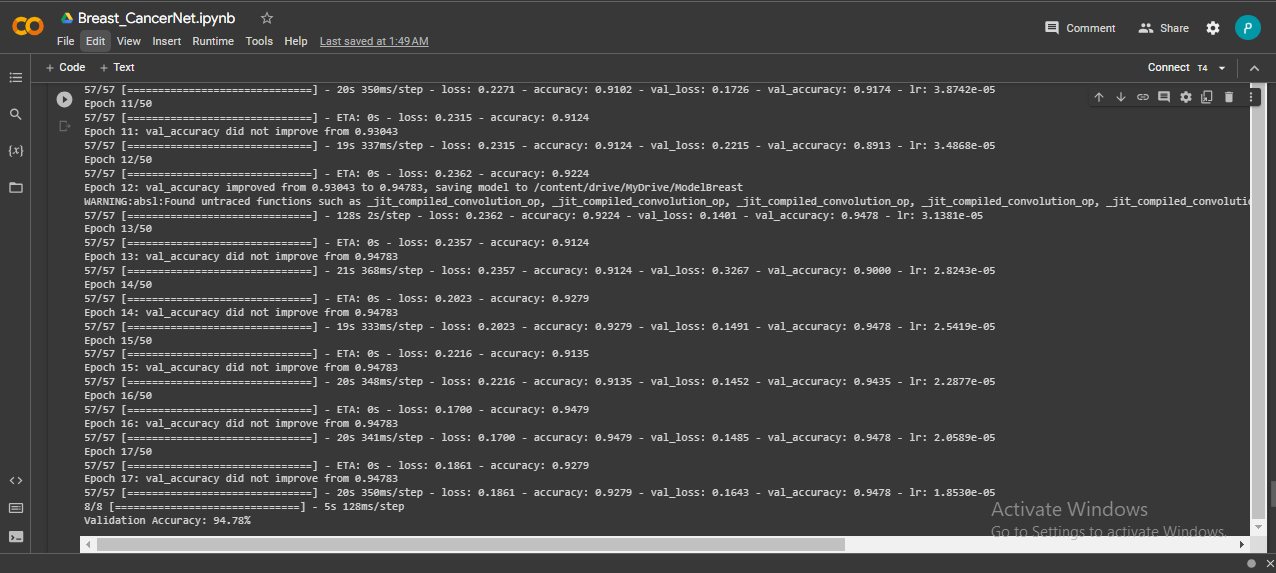 CO
Breast_CancerNet.ipynb
File Edit View Insert Runtime Tools Help Last saved at 1:49 AM
Comment Share P
+ Code + Text
Connect T4
{x}
57/57 [==============================] - 20s 350ms/step - loss: 0.2271 - accuracy: 0.9102 - val_loss: 0.1726 - val_accuracy: 0.9174 - lr: 3.8742e-05
Epoch 11/50
57/57 [==============================] - ETA: 0s - loss: 0.2315 - accuracy: 0.9124
Epoch 11: val_accuracy did not improve from 0.93043
57/57 [==============================] - 19s 337ms/step - loss: 0.2315 - accuracy: 0.9124 - val_loss: 0.2215 - val_accuracy: 0.8913 - lr: 3.4868e-05
Epoch 12/50
57/57 [==============================] - ETA: 0s - loss: 0.2362 - accuracy: 0.9224
Epoch 12: val_accuracy improved from 0.93043 to 0.94783, saving model to /content/drive/MyDrive/ModelBreast
WARNING:absl:Found untraced functions such as _jit_compiled_convolution_op, _jit_compiled_convolution_op, _jit_compiled_convolution_op, _jit_compiled_convolution_op, _jit_compiled_convoluti
57/57 [==============================] - 128s 2s/step - loss: 0.2362 - accuracy: 0.9224 - val_loss: 0.1401 - val_accuracy: 0.9478 - lr: 3.1381e-05
Epoch 13/50
57/57 [==============================] - ETA: 0s - loss: 0.2357 - accuracy: 0.9124
Epoch 13: val_accuracy did not improve from 0.94783
57/57 [==============================] - 21s 368ms/step - loss: 0.2357 - accuracy: 0.9124 - val_loss: 0.3267 - val_accuracy: 0.9000 - lr: 2.8243e-05
Epoch 14/50
57/57 [==============================] - ETA: 0s - loss: 0.2023 - accuracy: 0.9279
Epoch 14: val_accuracy did not improve from 0.94783
57/57 [==============================] - 19s 333ms/step - loss: 0.2023 - accuracy: 0.9279 - val_loss: 0.1491 - val_accuracy: 0.9478 - lr: 2.5419e-05
Epoch 15/50
57/57 [==============================] - ETA: 0s - loss: 0.2216 - accuracy: 0.9135
Epoch 15: val_accuracy did not improve from 0.94783
57/57 [==============================] - 20s 348ms/step - loss: 0.2216 - accuracy: 0.9135 - val_loss: 0.1452 - val_accuracy: 0.9435 - lr: 2.2877e-05
Epoch 16/50
57/57 [==============================] - ETA: 0s - loss: 0.1700 - accuracy: 0.9479
Epoch 16: val_accuracy did not improve from 0.94783
57/57 [==============================] - 20s 341ms/step - loss: 0.1700 - accuracy: 0.9479 - val_loss: 0.1485 - val_accuracy: 0.9478 - lr: 2.0589e-05
Epoch 17/50
57/57 [==============================] - ETA: 0s - loss: 0.1861 - accuracy: 0.9279
Epoch 17: val_accuracy did not improve from 0.94783
57/57 [==============================] - 20s 350ms/step - loss: 0.1861 - accuracy: 0.9279 - val_loss: 0.1643 - val_accuracy: 0.9478 - lr: 1.8530e-05
8/8 [==============================] - 5s 128ms/step
Validation Accuracy: 94.78%
Activate Windows
Go to Settings to activate Windows.